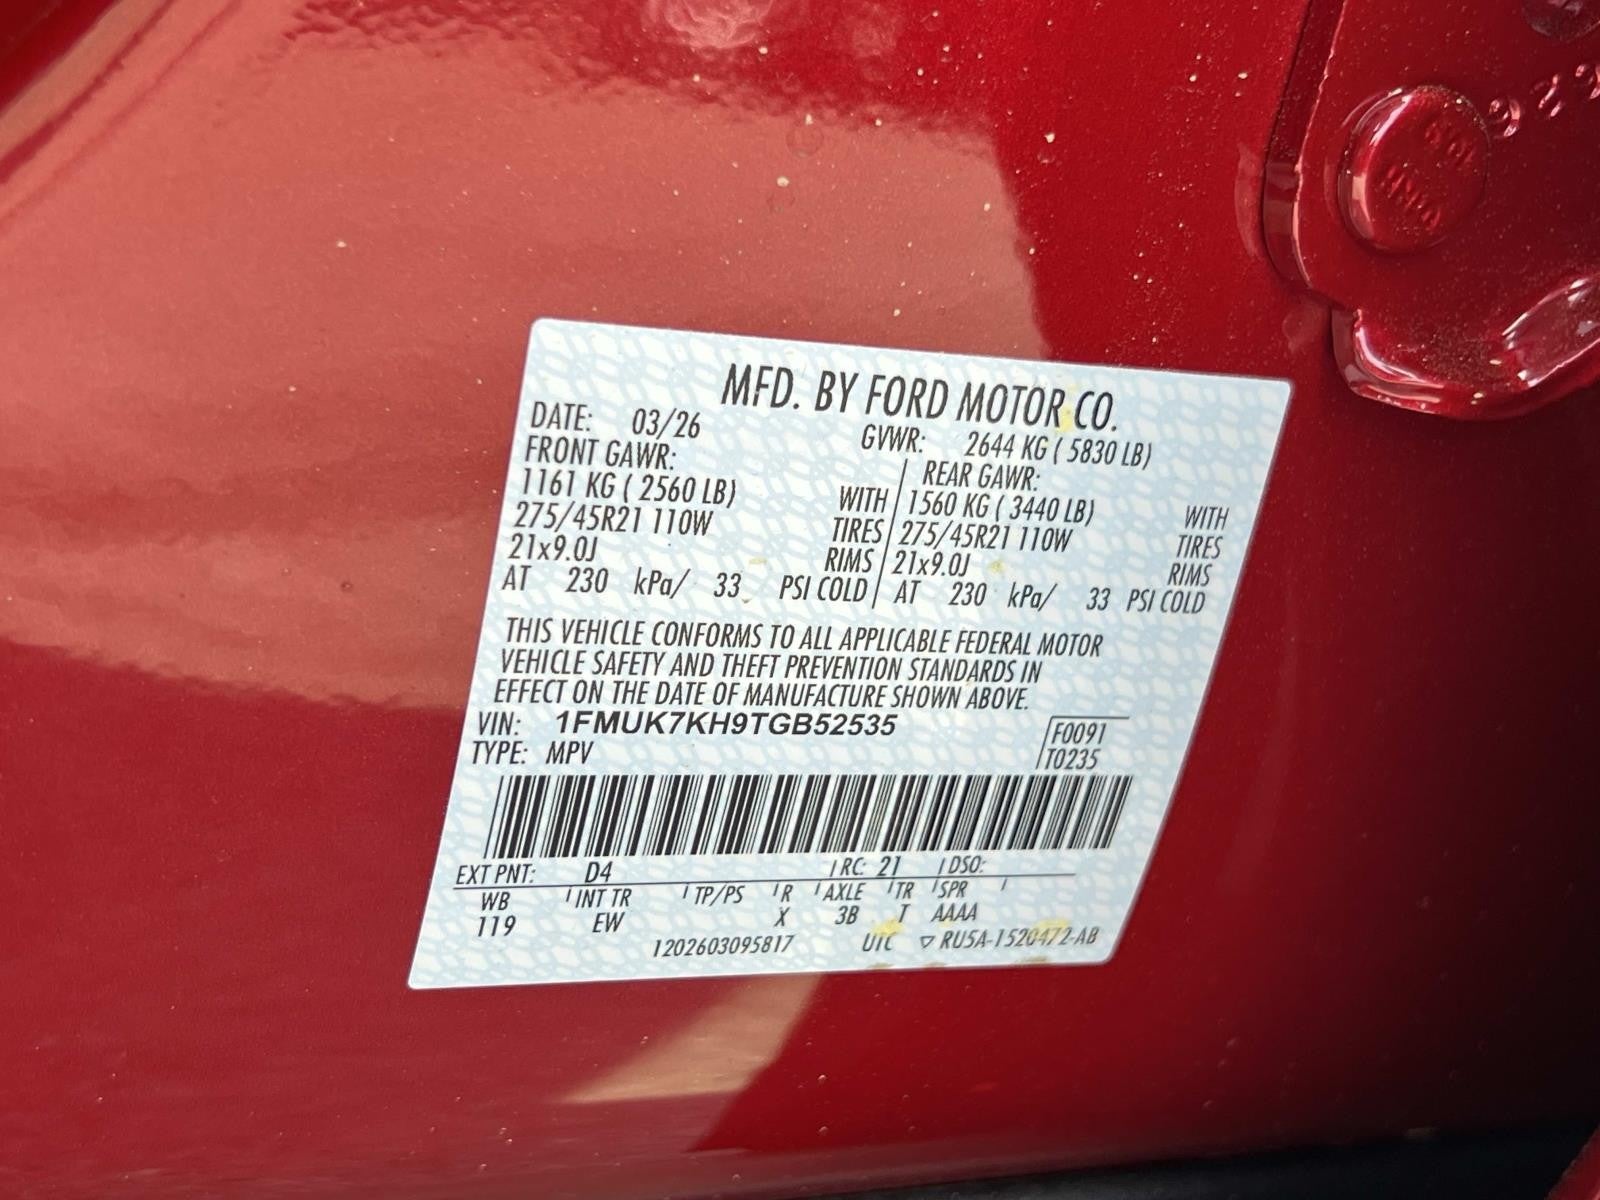 MFD. BY FORD MOTOR CO.
DATE: 03/26 GVWR: 2644 KG ( 5830 LB)
FRONT GAWR: REAR GAWR:
1161 KG ( 2560 LB) WITH 1560 KG ( 3440 LB) WITH
275/45R21 110W TIRES 275/45R21 110W TIRES
21x9.0J RIMS 21x9.0J RIMS
AT 230 kPa/ 33 PSI COLD AT 230 kPa/ 33 PSI COLD
THIS VEHICLE CONFORMS TO ALL APPLICABLE FEDERAL MOTOR
VEHICLE SAFETY AND THEFT PREVENTION STANDARDS IN
EFFECT ON THE DATE OF MANUFACTURE SHOWN ABOVE.
VIN: 1FMUK7KH9TGB52535 F0091
TYPE: MPV T0235
EXT PNT: D4 RC: 21 DSO:
WB INT TR TP/PS R AXLE TR SPR
119 EW X 3B T AAAA
1202603095817 UTC ▽ RU5A-1520472-AB